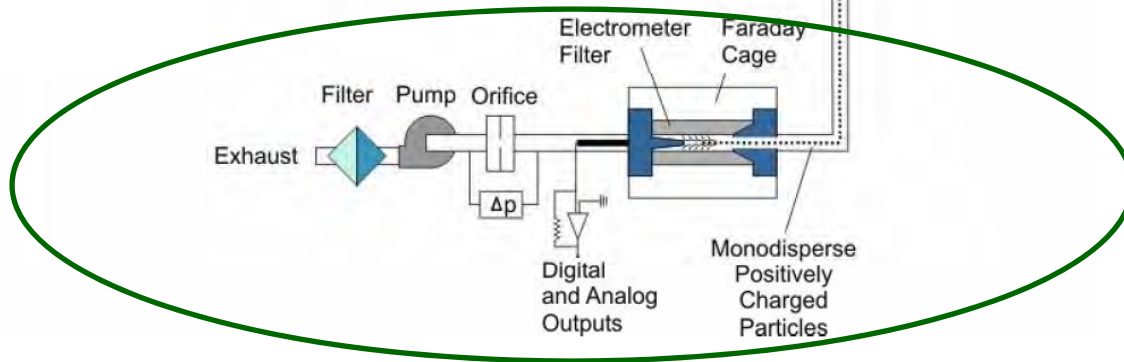 Electrometer
Filter
Faraday
Cage
Filter
Pump
Orifice
Exhaust
Δp
Digital
and Analog
Outputs
Monodisperse
Positively
Charged
Particles